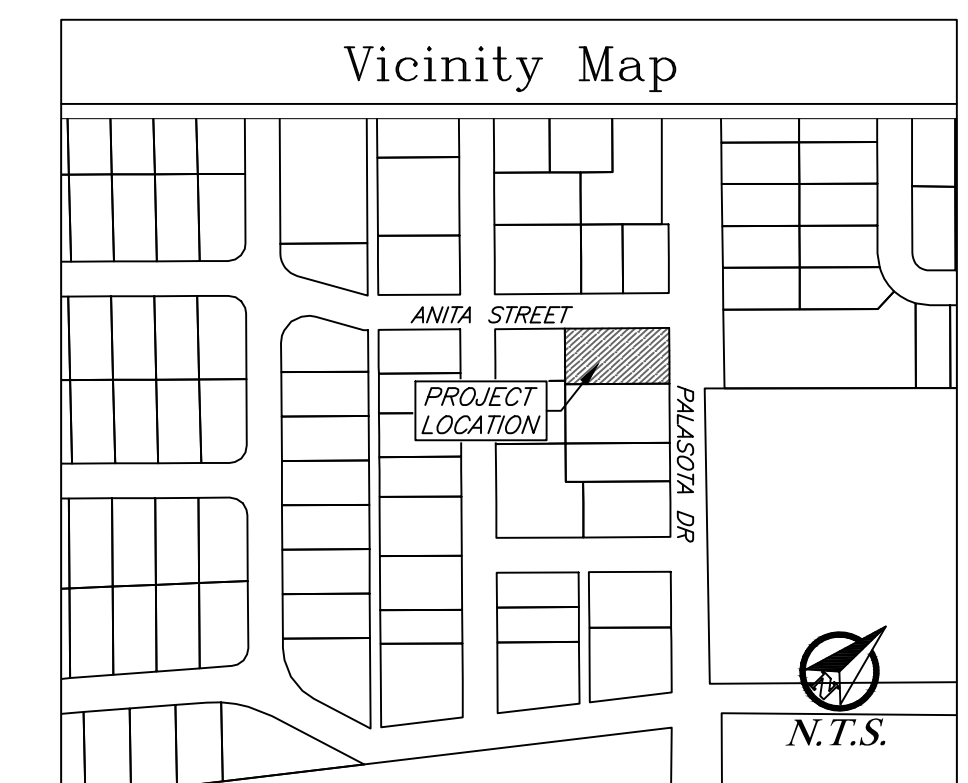 Vicinity Map
ANITA STREET
PROJECT
LOCATION
PALASOTA DR
N
N.T.S.